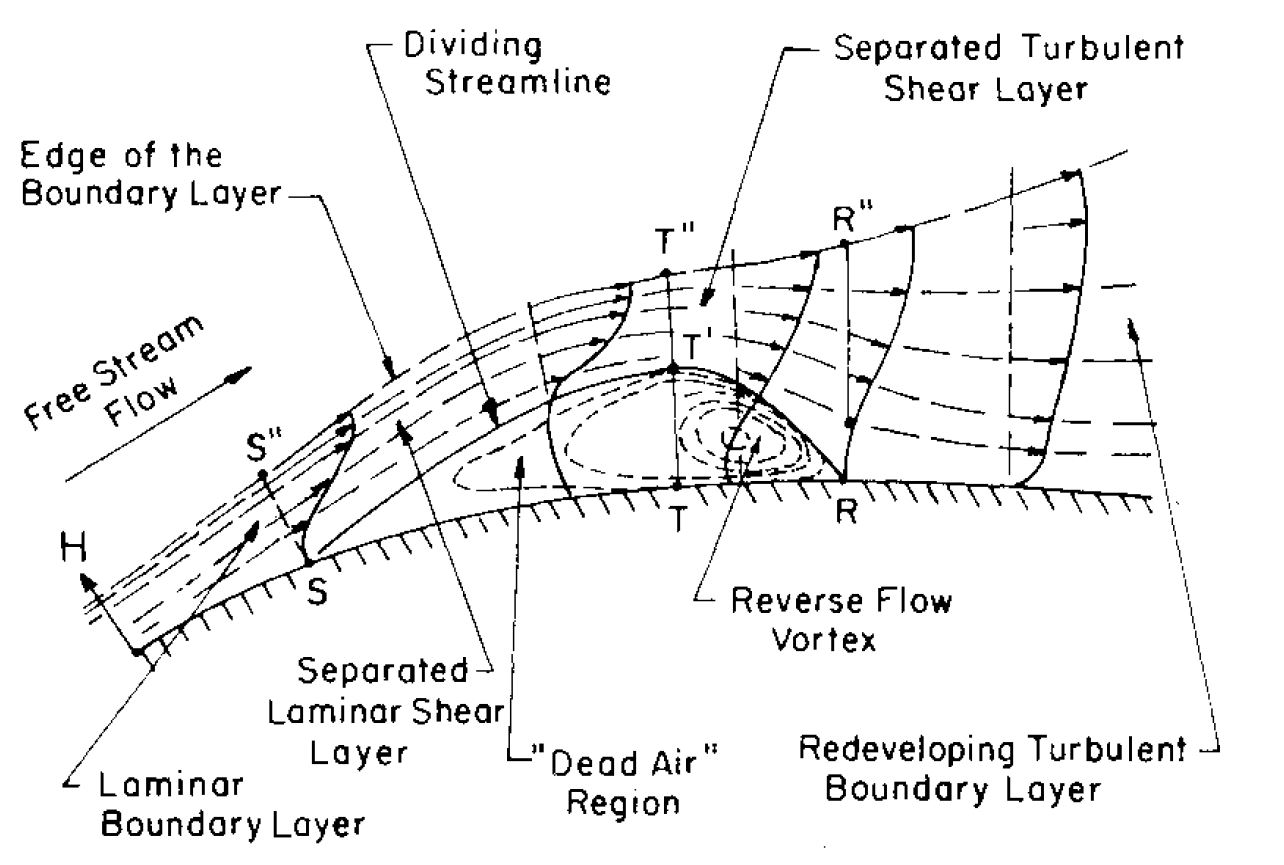 Dividing
Streamline
Separated Turbulent
Shear Layer
Edge of the
Boundary Layer
T"
R"
T'
Free Stream
Flow
S"
H
S
T
R
Reverse Flow
Vortex
Separated
Laminar Shear
Layer
"Dead Air"
Region
Redeveloping Turbulent
Boundary Layer
Laminar
Boundary Layer